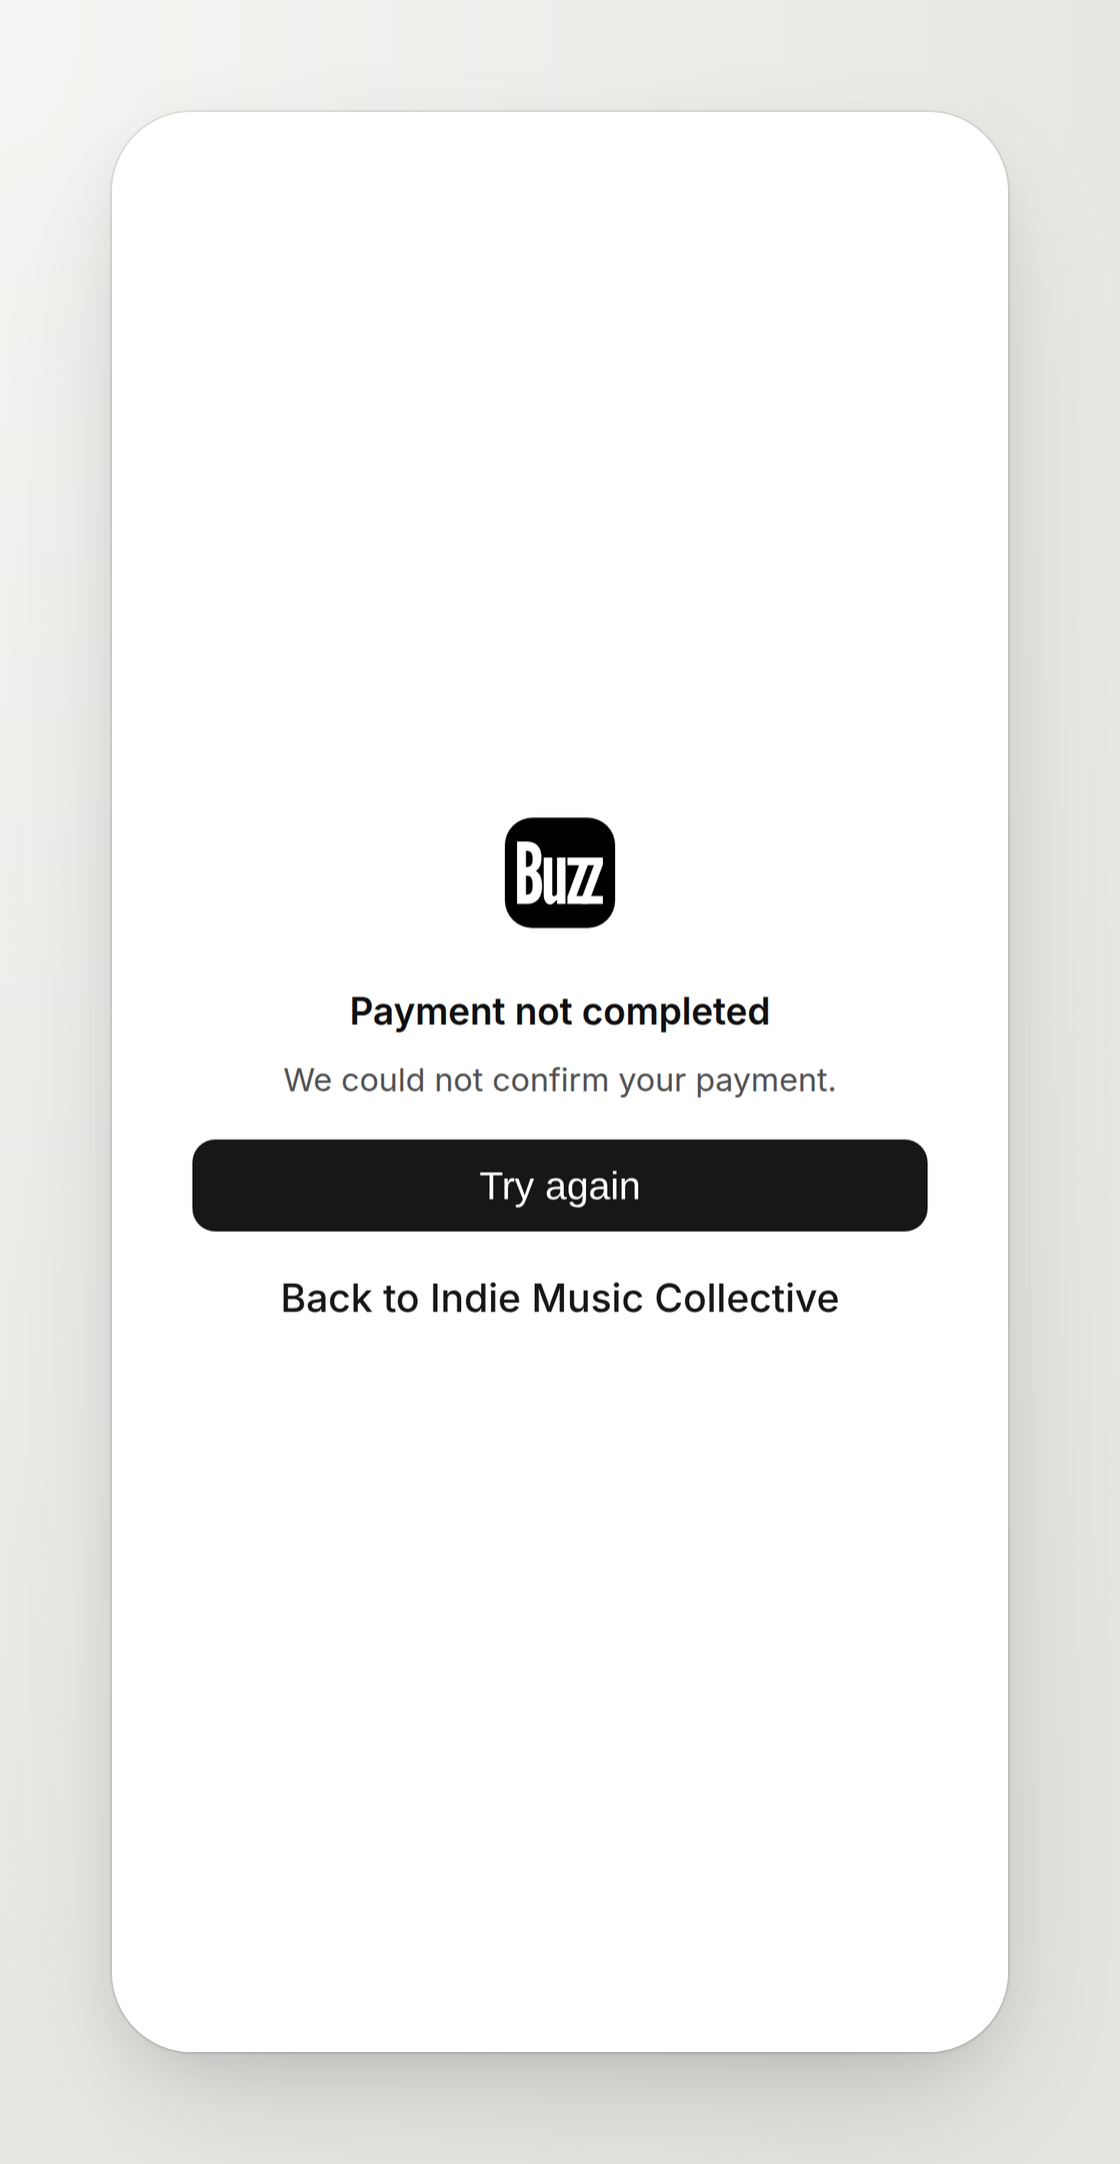 Buzz
Payment not completed
We could not confirm your payment.
Try again
Back to Indie Music Collective